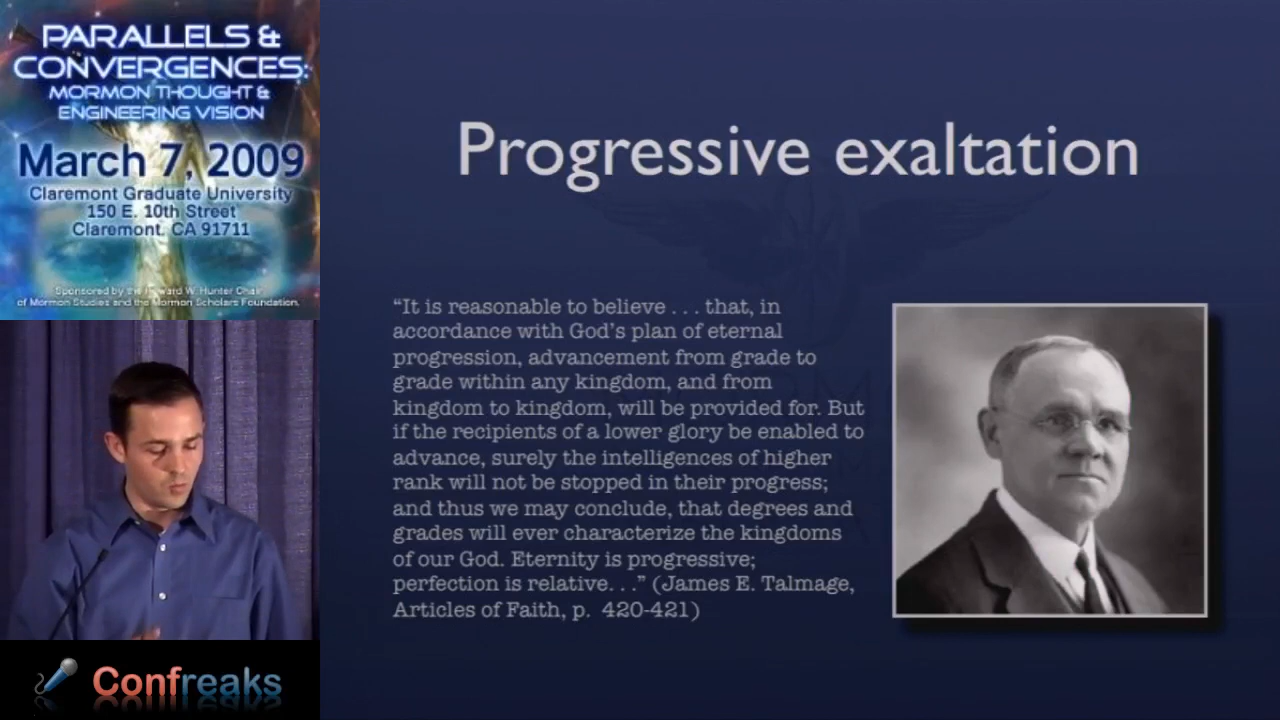 PARALLELS &
CONVERGENCES:
MORMON THOUGHT &
ENGINEERING VISION
March 7, 2009
Claremont Graduate University
150 E. 10th Street
Claremont, CA 91711
Sponsored by the Howard W. Hunter Chair
of Mormon Studies and the Mormon Scholars Foundation.
Confreaks
Progressive exaltation
“It is reasonable to believe . . . that, in
accordance with God’s plan of eternal
progression, advancement from grade to
grade within any kingdom, and from
kingdom to kingdom, will be provided for. But
if the recipients of a lower glory be enabled to
advance, surely the intelligences of higher
rank will not be stopped in their progress;
and thus we may conclude, that degrees and
grades will ever characterize the kingdoms
of our God. Eternity is progressive;
perfection is relative. . .” (James E. Talmage,
Articles of Faith, p. 420-421)